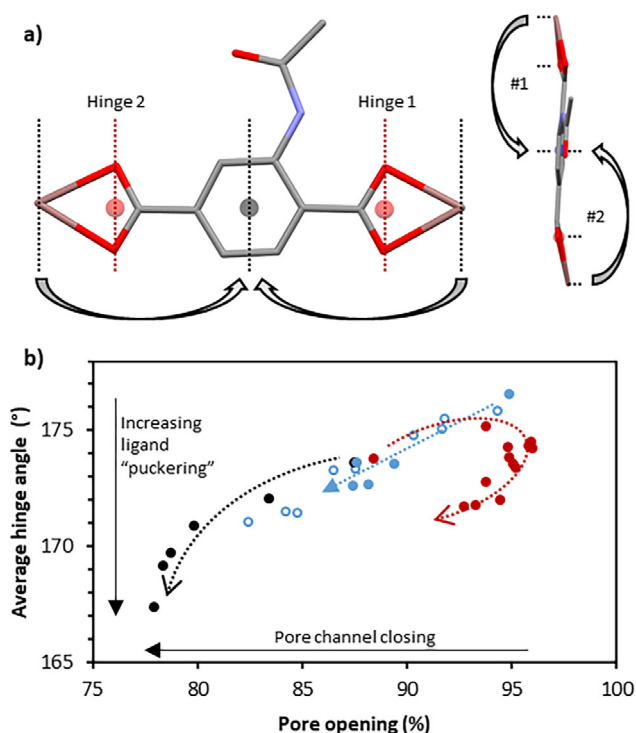 a)
Hinge 2
Hinge 1
#1
#2
b)
Increasing
ligand
“puckering”
Pore channel closing
Average hinge angle (°)
175
170
165
75
80
85
90
95
100
Pore opening (%)